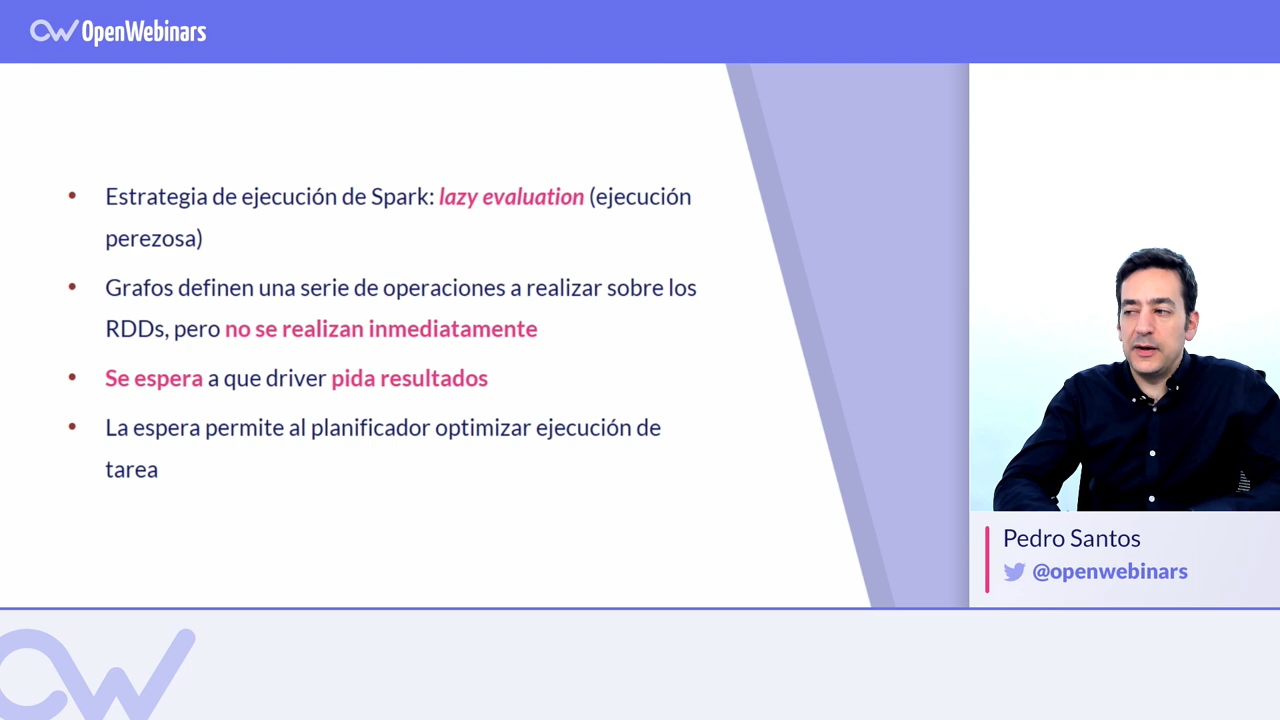 OpenWebinars
• Estrategia de ejecución de Spark: lazy evaluation (ejecución
perezosa)
• Grafos definen una serie de operaciones a realizar sobre los
RDDs, pero no se realizan inmediatamente
• Se espera a que driver pida resultados
• La espera permite al planificador optimizar ejecución de
tarea
Pedro Santos
@openwebinars